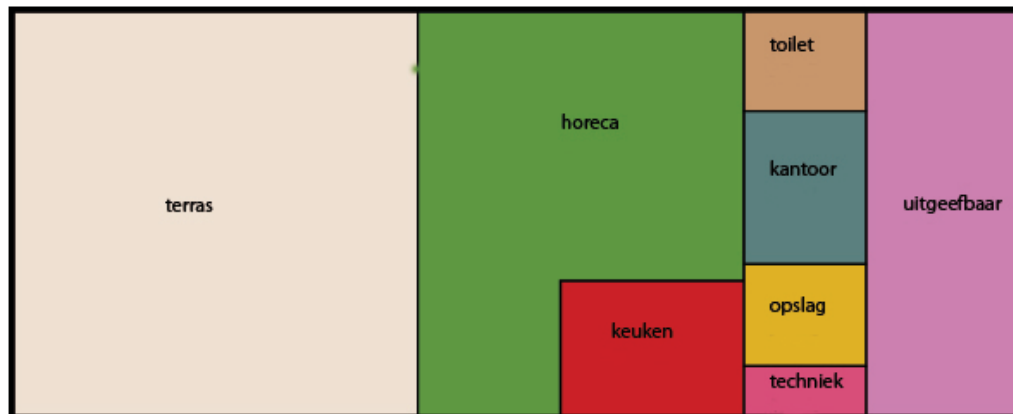 terras
horeca
keuken
toilet
kantoor
opslag
techniek
uitgeefbaar